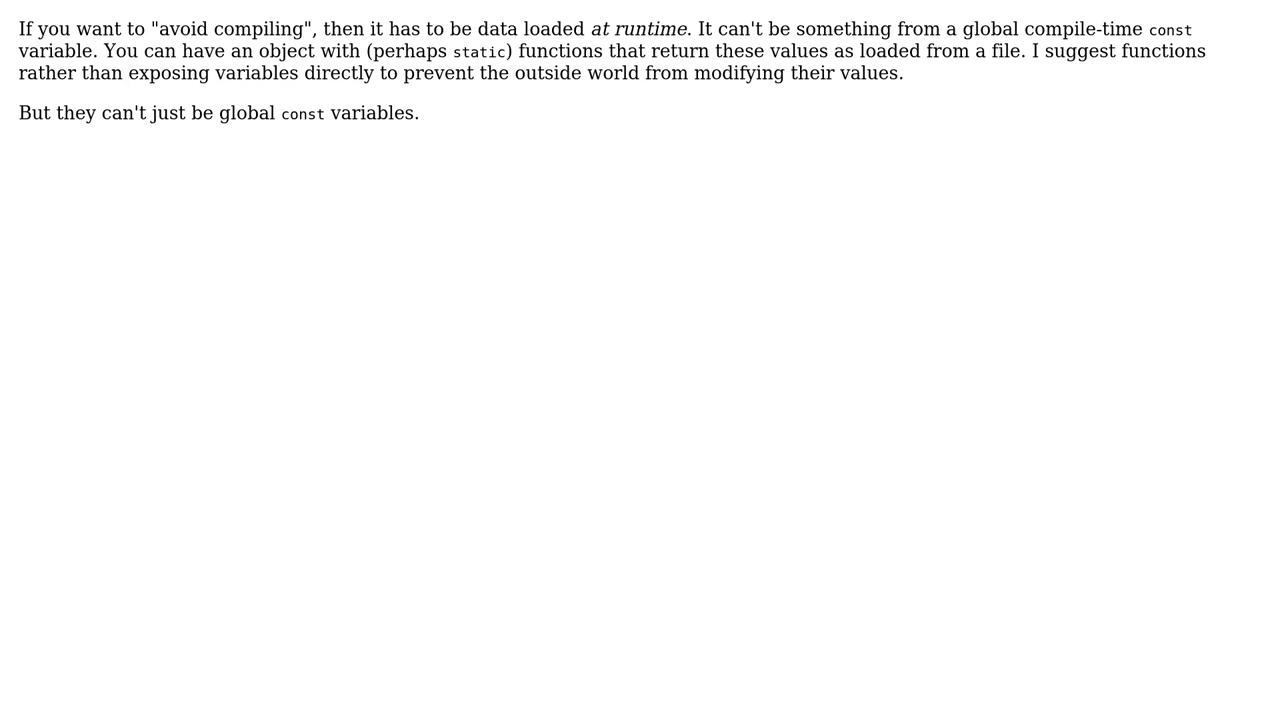 If you want to "avoid compiling", then it has to be data loaded at runtime. It can't be something from a global compile-time const
variable. You can have an object with (perhaps static) functions that return these values as loaded from a file. I suggest functions
rather than exposing variables directly to prevent the outside world from modifying their values.
But they can't just be global const variables.